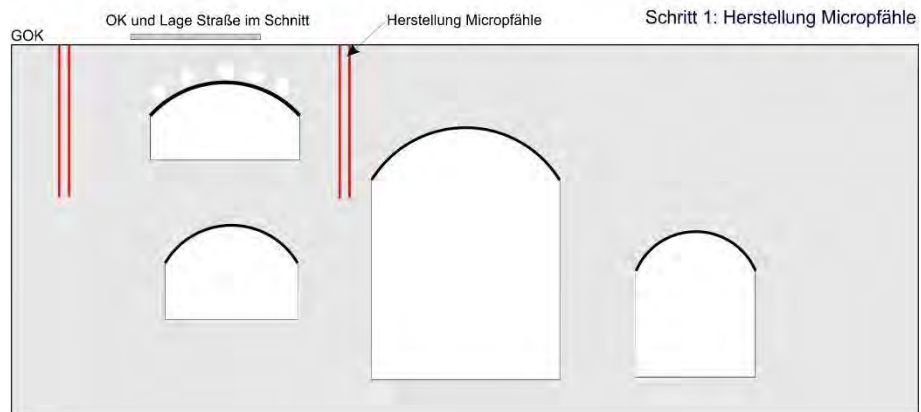 OK und Lage Straße im Schnitt
Herstellung Micropfähle
Schritt 1: Herstellung Micropfähle
GOK